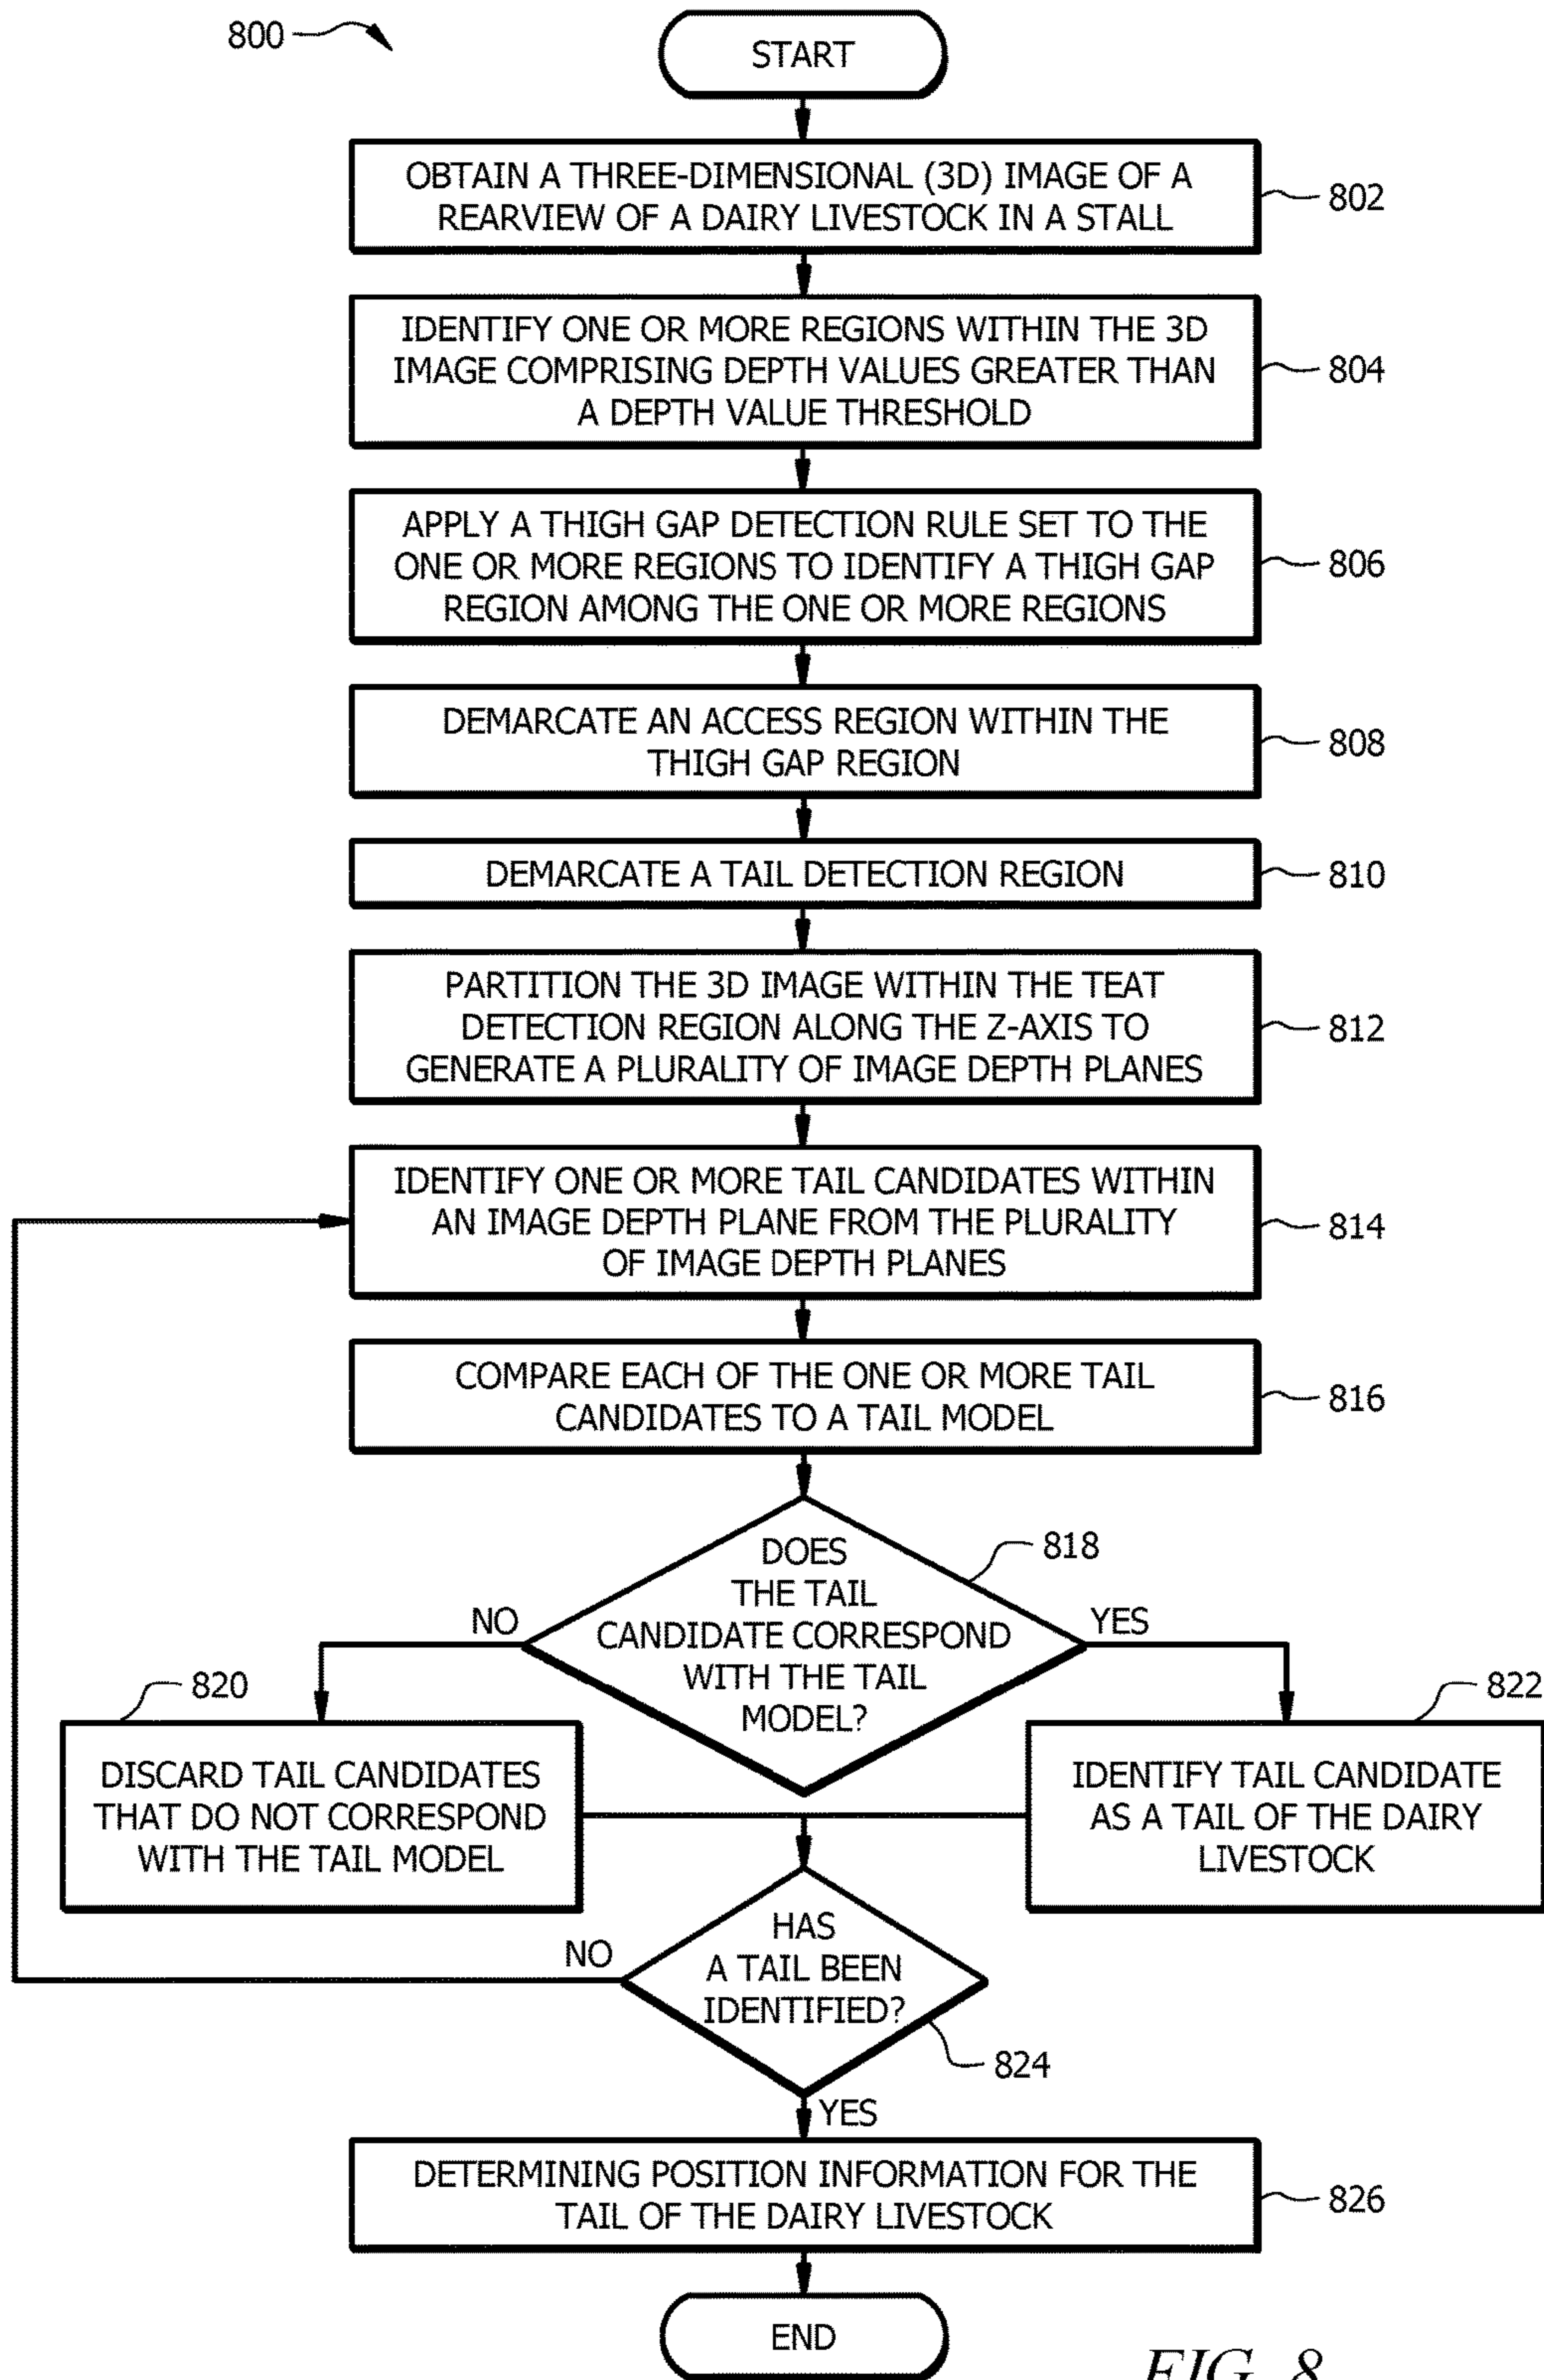 800
START
OBTAIN A THREE-DIMENSIONAL (3D) IMAGE OF A
REARVIEW OF A DAIRY LIVESTOCK IN A STALL
802
IDENTIFY ONE OR MORE REGIONS WITHIN THE 3D
IMAGE COMPRISING DEPTH VALUES GREATER THAN
A DEPTH VALUE THRESHOLD
804
APPLY A THIGH GAP DETECTION RULE SET TO THE
ONE OR MORE REGIONS TO IDENTIFY A THIGH GAP
REGION AMONG THE ONE OR MORE REGIONS
806
DEMARCATE AN ACCESS REGION WITHIN THE
THIGH GAP REGION
808
DEMARCATE A TAIL DETECTION REGION
810
PARTITION THE 3D IMAGE WITHIN THE TEAT
DETECTION REGION ALONG THE Z-AXIS TO
GENERATE A PLURALITY OF IMAGE DEPTH PLANES
812
IDENTIFY ONE OR MORE TAIL CANDIDATES WITHIN
AN IMAGE DEPTH PLANE FROM THE PLURALITY
OF IMAGE DEPTH PLANES
814
COMPARE EACH OF THE ONE OR MORE TAIL
CANDIDATES TO A TAIL MODEL
816
DOES
THE TAIL
CANDIDATE CORRESPOND
WITH THE TAIL
MODEL?
818
NO
YES
820
DISCARD TAIL CANDIDATES
THAT DO NOT CORRESPOND
WITH THE TAIL MODEL
822
IDENTIFY TAIL CANDIDATE
AS A TAIL OF THE DAIRY
LIVESTOCK
HAS
A TAIL BEEN
IDENTIFIED?
NO
824
YES
DETERMINING POSITION INFORMATION FOR THE
TAIL OF THE DAIRY LIVESTOCK
826
END
FIG. 8